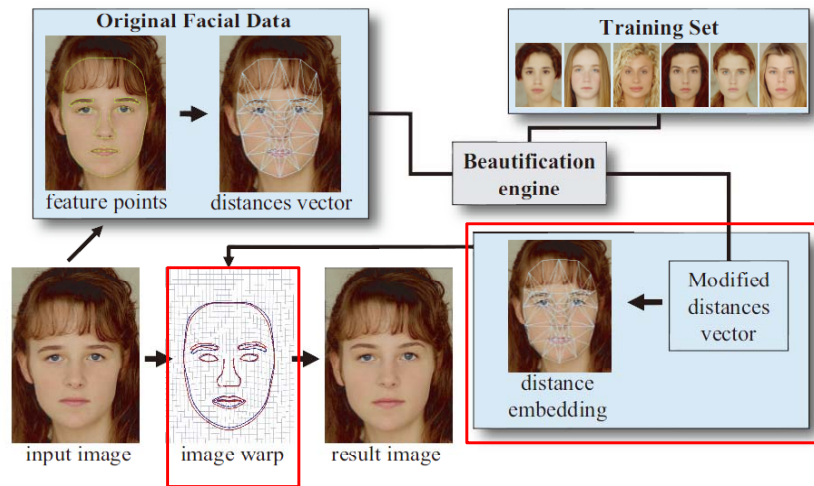 Original Facial Data
feature points
distances vector
Training Set
Beautification
engine
Modified
distances
vector
distance
embedding
input image
image warp
result image